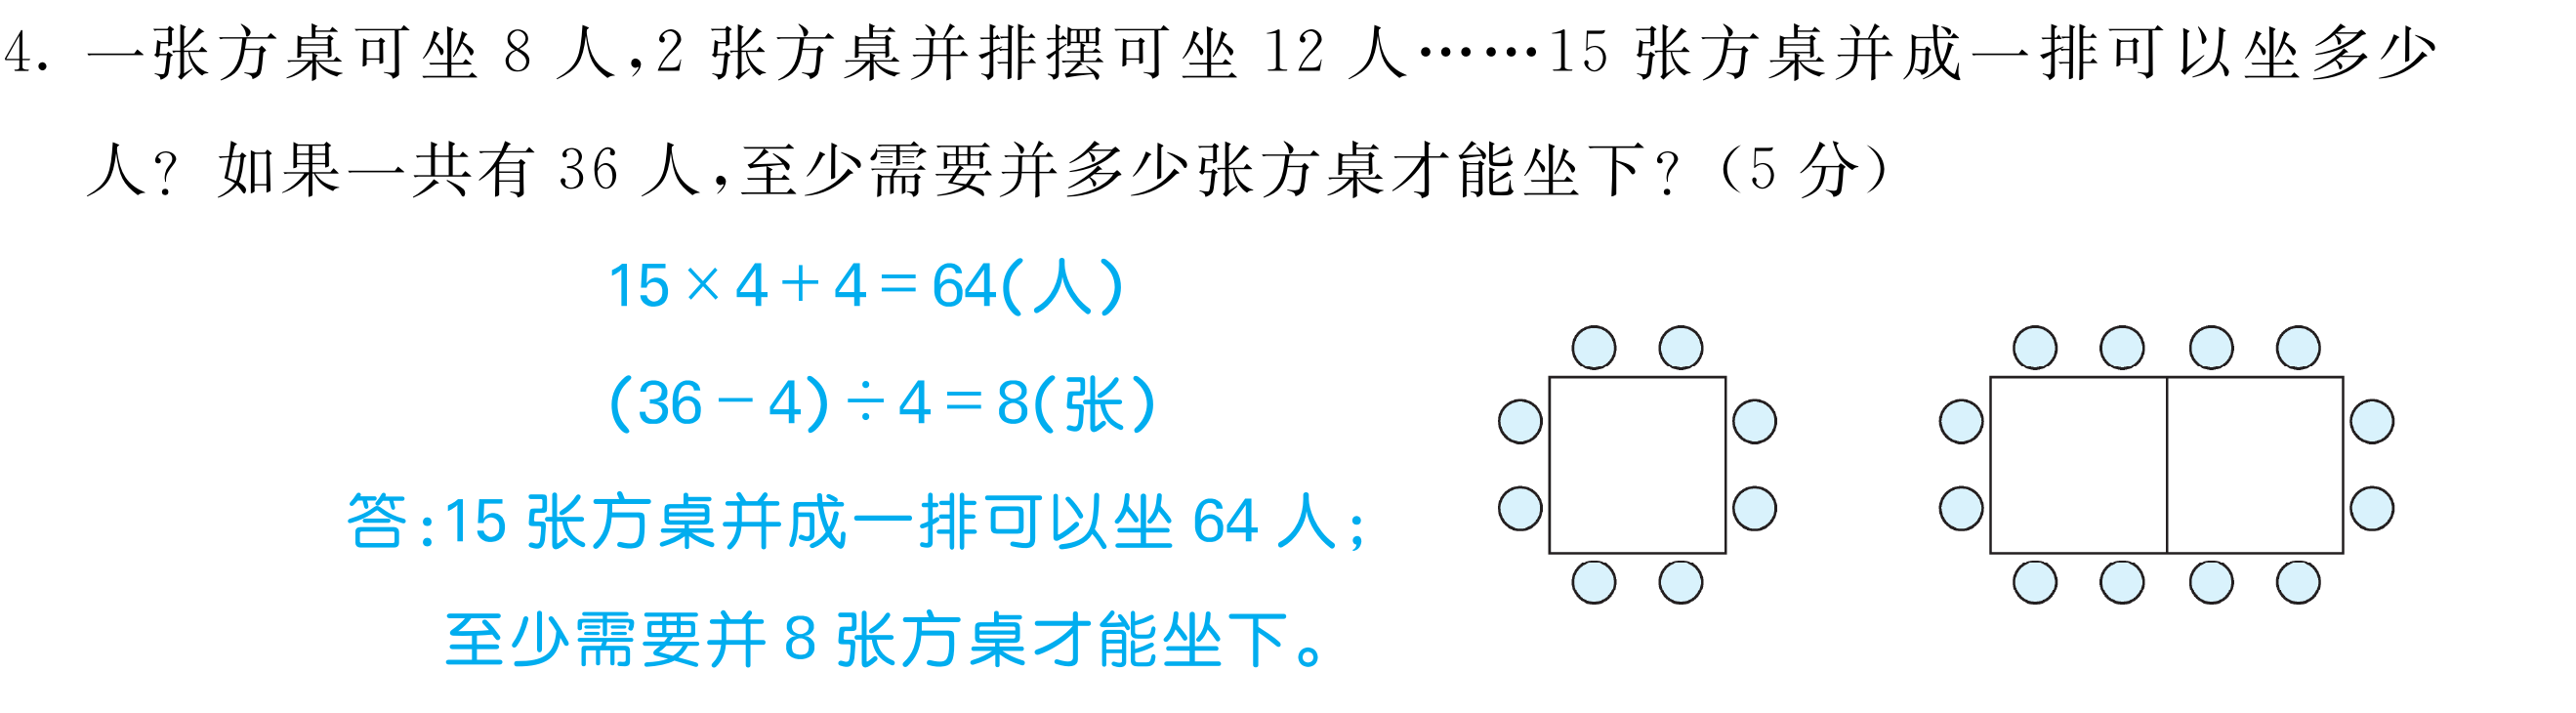 4. 一张方桌可坐 8 人,2 张方桌并排摆可坐 12 人……15 张方桌并成一排可以坐多少
人? 如果一共有 36 人,至少需要并多少张方桌才能坐下?(5 分)
15×4+4=64(人)
(36-4)÷4=8(张)
答:15 张方桌并成一排可以坐 64 人;
至少需要并 8 张方桌才能坐下。